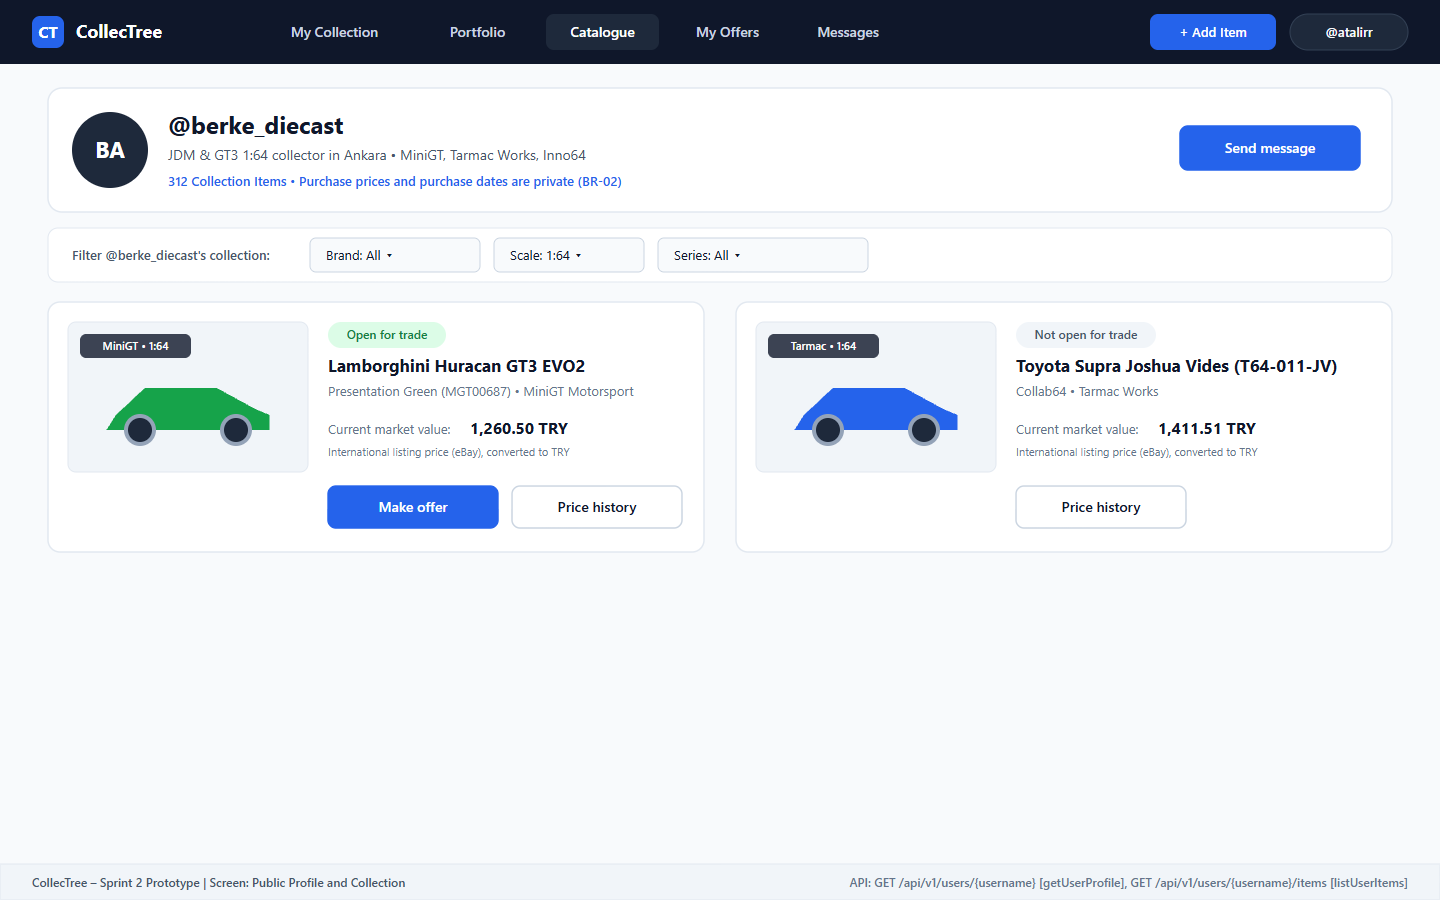 CT CollecTree My Collection Portfolio Catalogue My Offers Messages + Add Item @atalirr
BA
@berke_diecast
JDM & GT3 1:64 collector in Ankara • MiniGT, Tarmac Works, Inno64
312 Collection Items • Purchase prices and purchase dates are private (BR-02)
Send message
Filter @berke_diecast's collection: Brand: All ▾ Scale: 1:64 ▾ Series: All ▾
MiniGT • 1:64
Open for trade
Lamborghini Huracan GT3 EVO2
Presentation Green (MGT00687) • MiniGT Motorsport
Current market value: 1,260.50 TRY
International listing price (eBay), converted to TRY
Make offer Price history
Tarmac • 1:64
Not open for trade
Toyota Supra Joshua Vides (T64-011-JV)
Collab64 • Tarmac Works
Current market value: 1,411.51 TRY
International listing price (eBay), converted to TRY
Price history
CollecTree – Sprint 2 Prototype | Screen: Public Profile and Collection
API: GET /api/v1/users/{username} [getUserProfile], GET /api/v1/users/{username}/items [listUserItems]